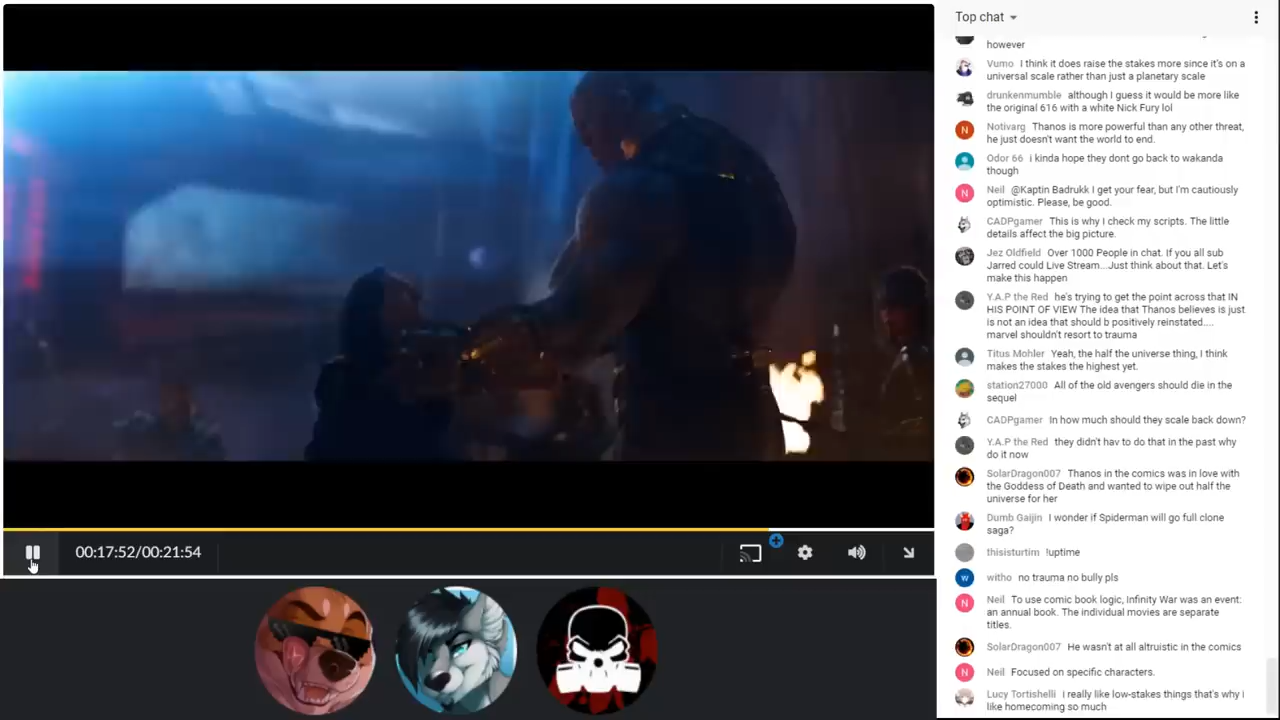 Top chat
however
Vumo I think it does raise the stakes more since it's on a
universal scale rather than just a planetary scale
drunkenmumble although I guess it would be more like
the original 616 with a white Nick Fury lol
N
Notivarg Thanos is more powerful than any other threat,
he just doesn't want the world to end.
Odor 66 i kinda hope they dont go back to wakanda
though
N
Neil @Kaptin Badrukk I get your fear, but I'm cautiously
optimistic. Please, be good.
CADPgamer This is why I check my scripts. The little
details affect the big picture.
Jez Oldfield Over 1000 People in chat. If you all sub
Jarred could Live Stream...Just think about that. Let's
make this happen
Y.A.P the Red he's trying to get the point across that IN
HIS POINT OF VIEW The idea that Thanos believes is just
is not an idea that should b positively reinstated....
marvel shouldn't resort to trauma
Titus Mohler Yeah, the half the universe thing, I think
makes the stakes the highest yet.
station27000 All of the old avengers should die in the
sequel
CADPgamer In how much should they scale back down?
Y.A.P the Red they didn't hav to do that in the past why
do it now
SolarDragon007 Thanos in the comics was in love with
the Goddess of Death and wanted to wipe out half the
universe for her
Dumb Gaijin I wonder if Spiderman will go full clone
saga?
thisisturtim !uptime
w
witho no trauma no bully pls
N
Neil To use comic book logic, Infinity War was an event:
an annual book. The individual movies are separate
titles.
SolarDragon007 He wasn't at all altruistic in the comics
N
Neil Focused on specific characters.
Lucy Tortishelli i really like low-stakes things that's why i
like homecoming so much
00:17:52/00:21:54